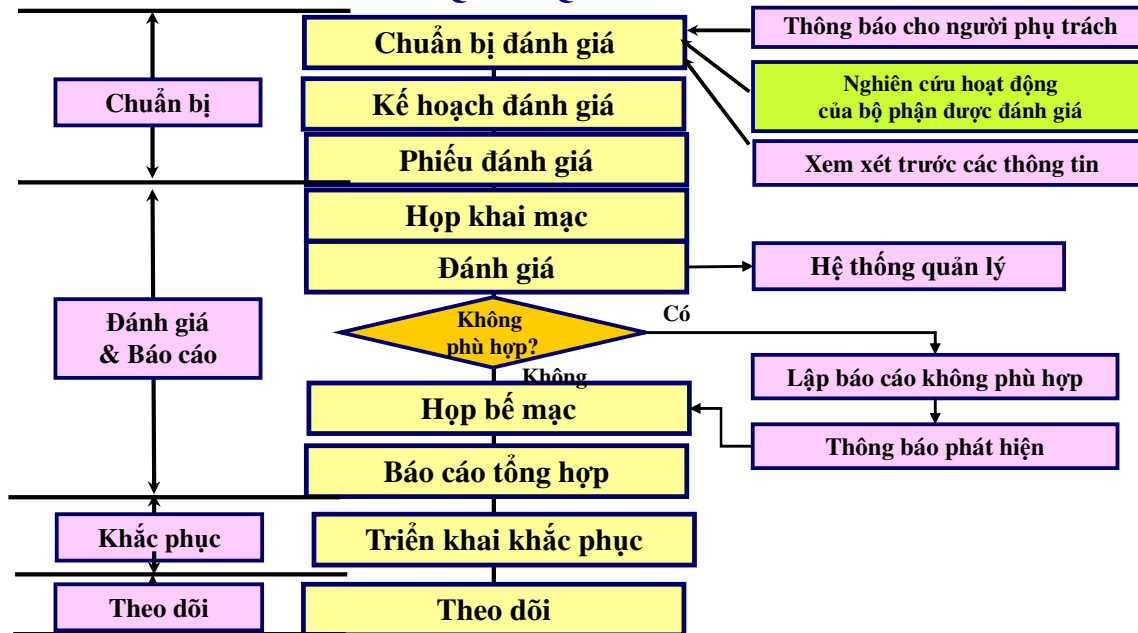 Chuẩn bị đánh giá
Thông báo cho người phụ trách
Chuẩn bị
Kế hoạch đánh giá
Nghiên cứu hoạt động
của bộ phận được đánh giá
Phiếu đánh giá
Xem xét trước các thông tin
Họp khai mạc
Đánh giá
Hệ thống quản lý
Đánh giá
& Báo cáo
Không
phù hợp?
Có
Không
Lập báo cáo không phù hợp
Họp bế mạc
Thông báo phát hiện
Báo cáo tổng hợp
Khắc phục
Triển khai khắc phục
Theo dõi
Theo dõi